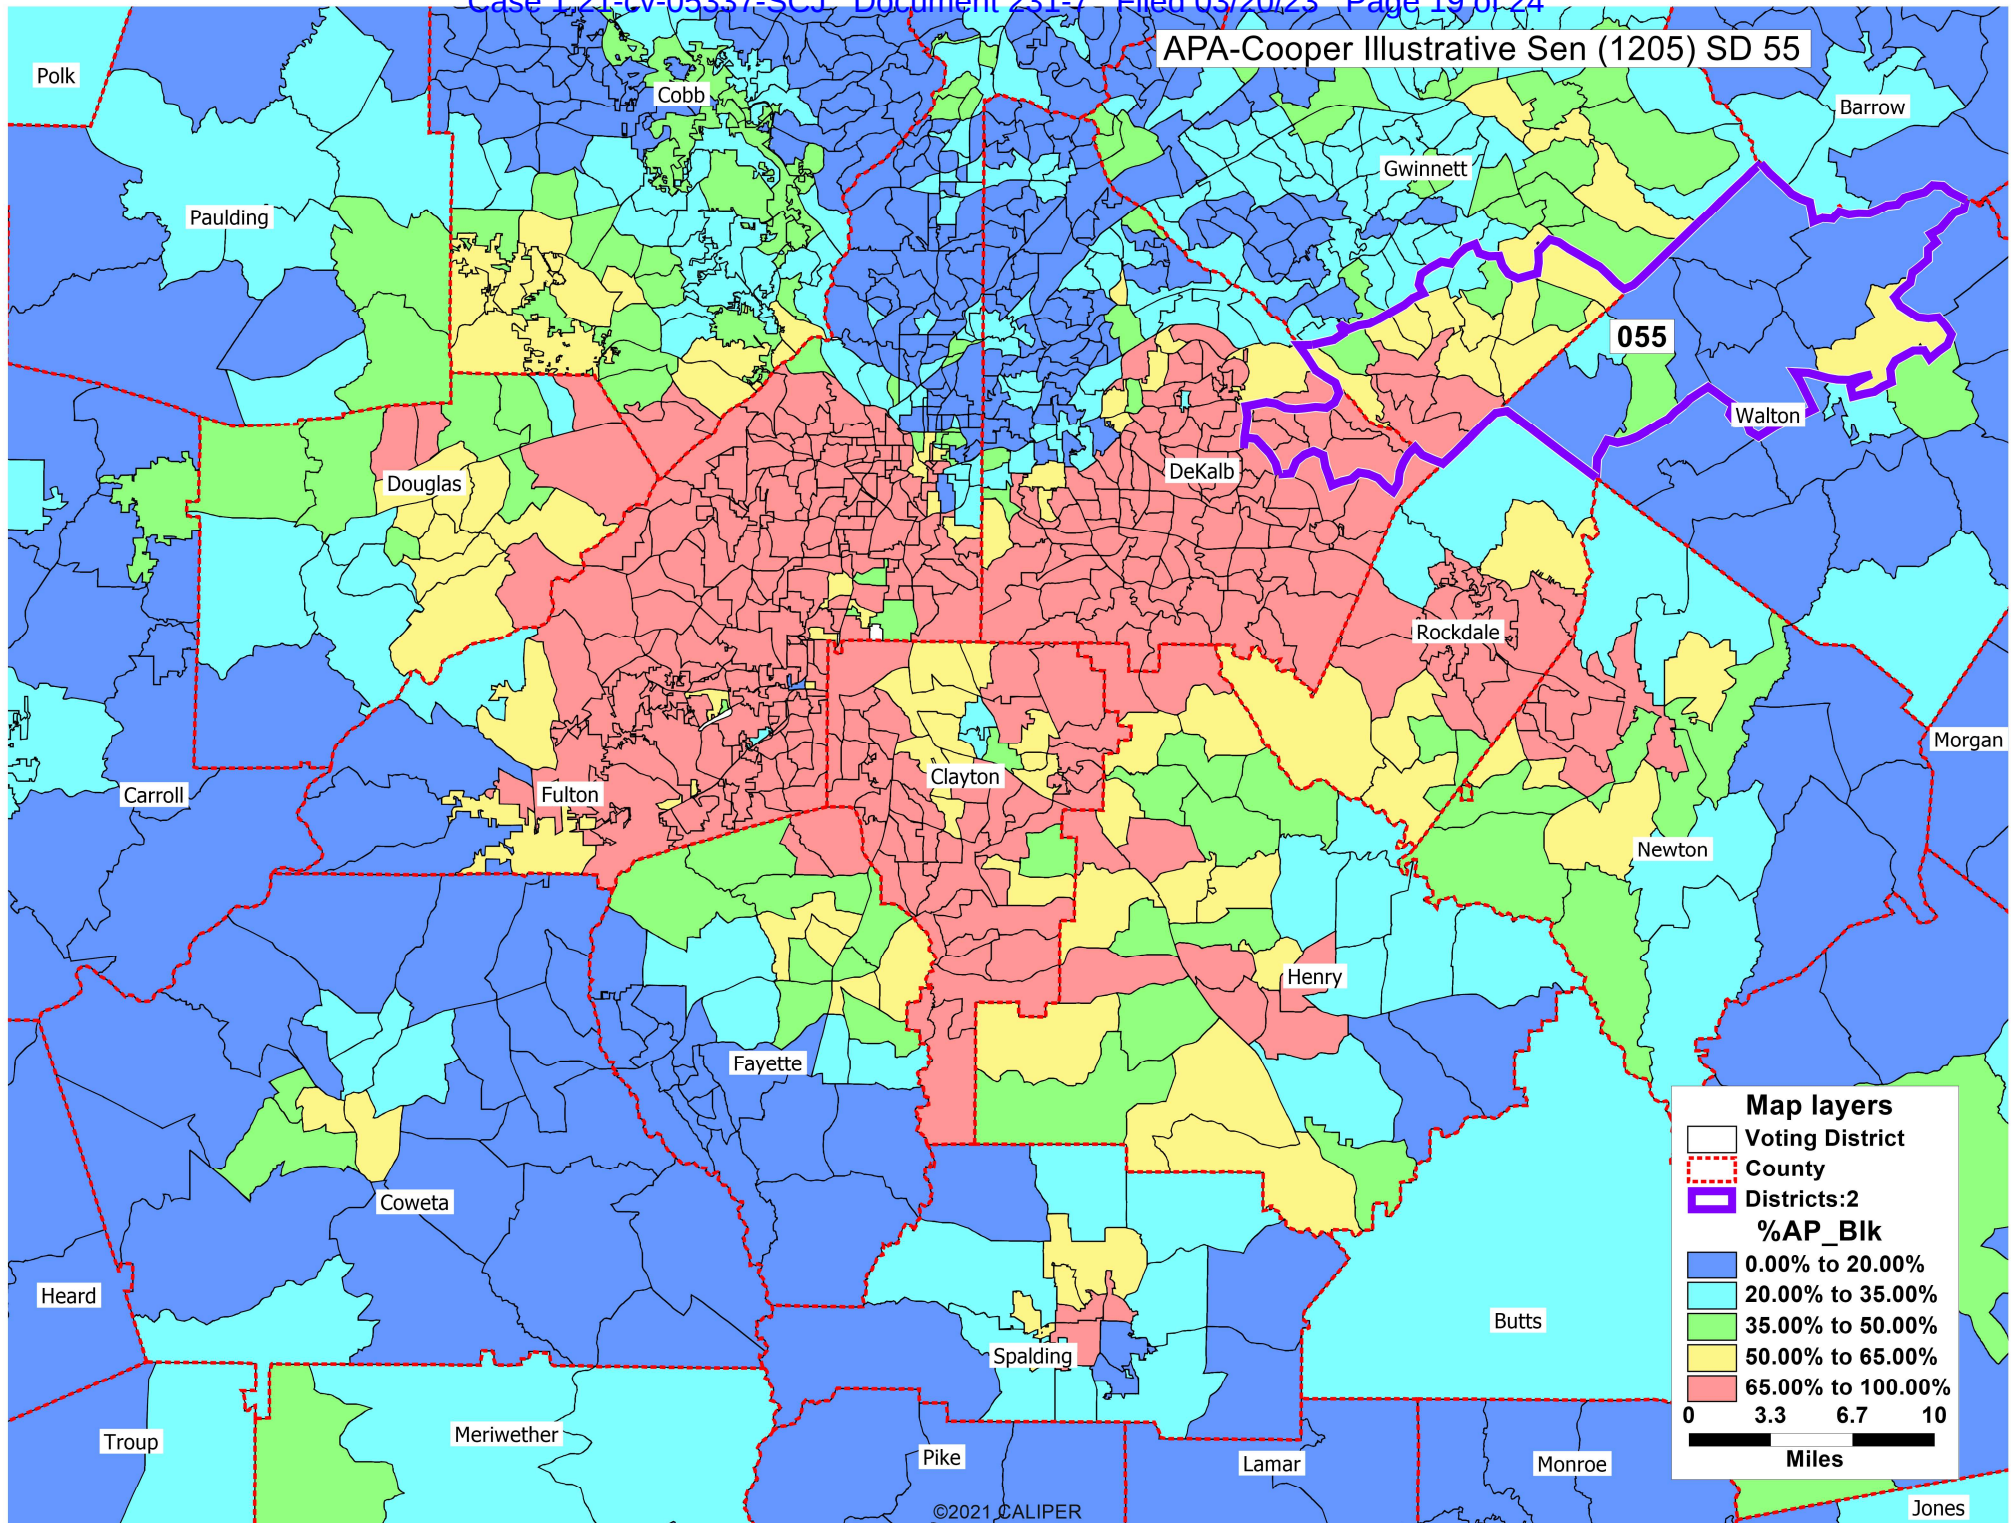 Case 1:21-cv-05337-SCJ Document 231-7 Filed 03/20/23 Page 19 of 24
APA-Cooper Illustrative Sen (1205) SD 55
Polk
Cobb
Barrow
Gwinnett
Paulding
055
Walton
DeKalb
Douglas
Rockdale
Morgan
Clayton
Carroll
Fulton
Newton
Henry
Fayette
Coweta
Heard
Butts
Spalding
Troup
Meriwether
Pike
Lamar
Monroe
Jones
Map layers
Voting District
County
Districts:2
%AP_Blk
0.00% to 20.00%
20.00% to 35.00%
35.00% to 50.00%
50.00% to 65.00%
65.00% to 100.00%
0 3.3 6.7 10
Miles
©2021 CALIPER